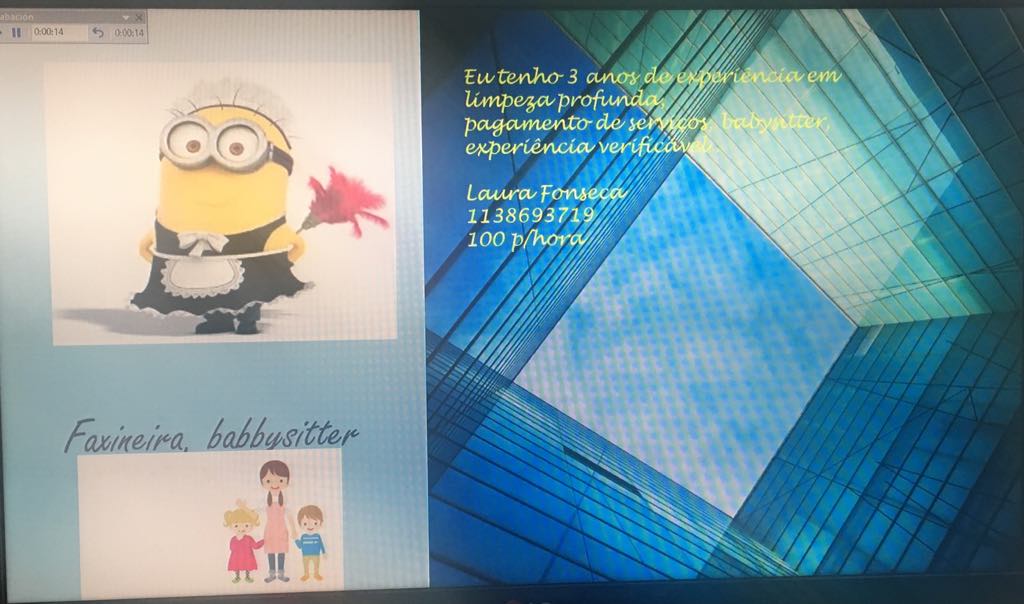 abación
0:00:14
0:00:14
Eu tenho 3 anos de experiência em
limpeza profunda,
pagamento de serviços, babysitter,
experiência verificável.
Laura Fonseca
1138693719
100 p/hora
Faxineira, babbysitter